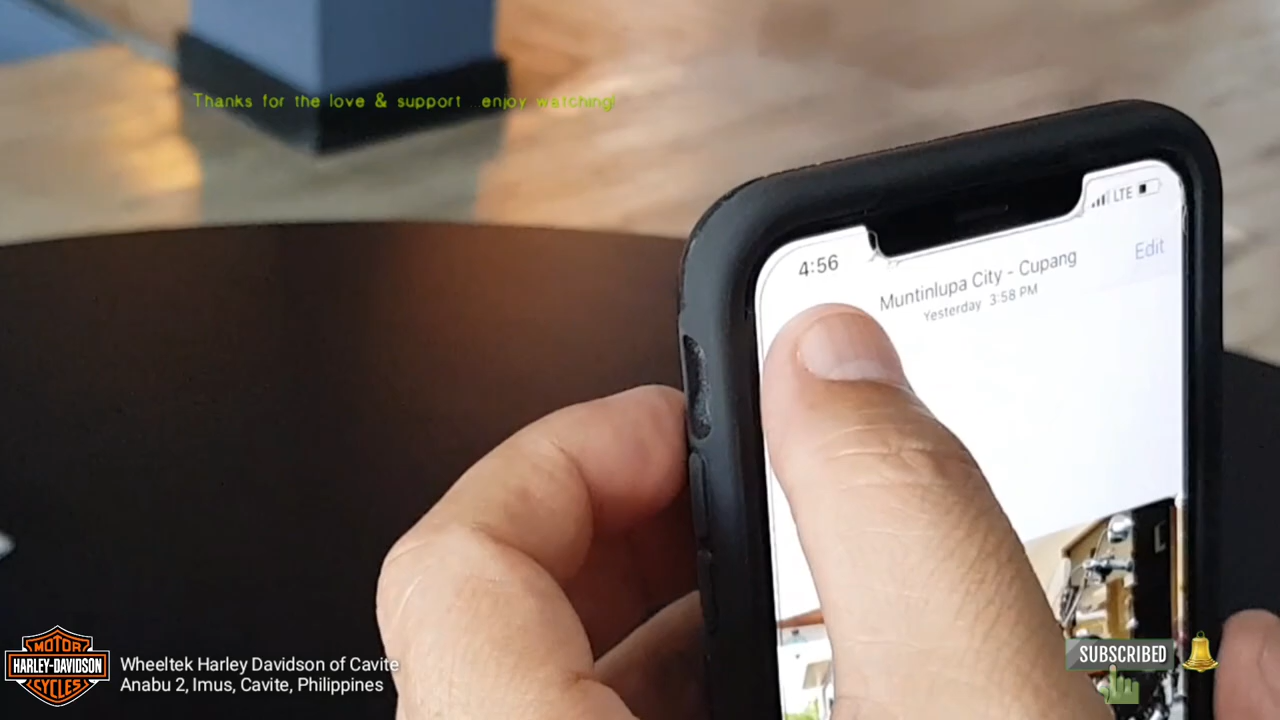 Thanks for the love & support ...enjoy watching!
4:56
LTE
Muntinlupa City - Cupang
Edit
Yesterday 3:58 PM
MOTOR
HARLEY-DAVIDSON
CYCLES
Wheeltek Harley Davidson of Cavite
Anabu 2, Imus, Cavite, Philippines
SUBSCRIBED